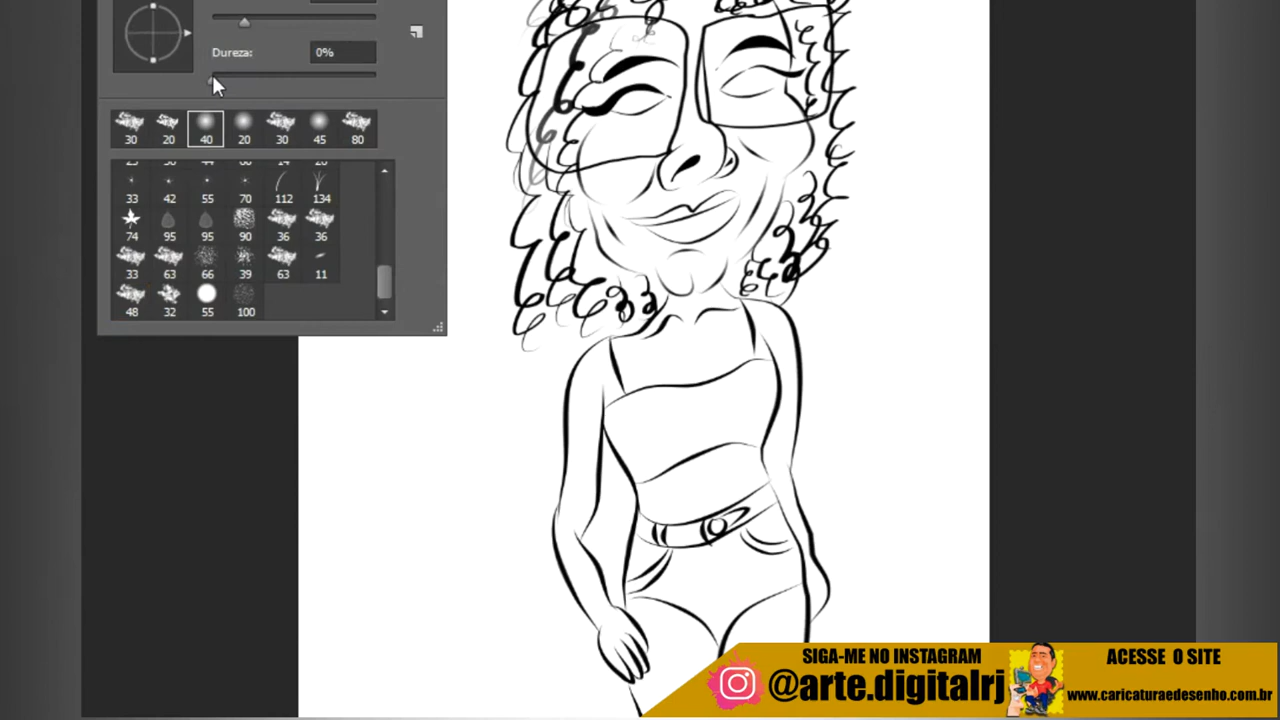 Dureza: 0%
30 20 40 20 30 45 80
33 42 55 70 112 134
74 95 95 90 36 36
33 63 66 39 63 11
48 32 55 100
SIGA-ME NO INSTAGRAM
@arte.digitalrj
ACESSE O SITE
www.caricaturaedesenho.com.br